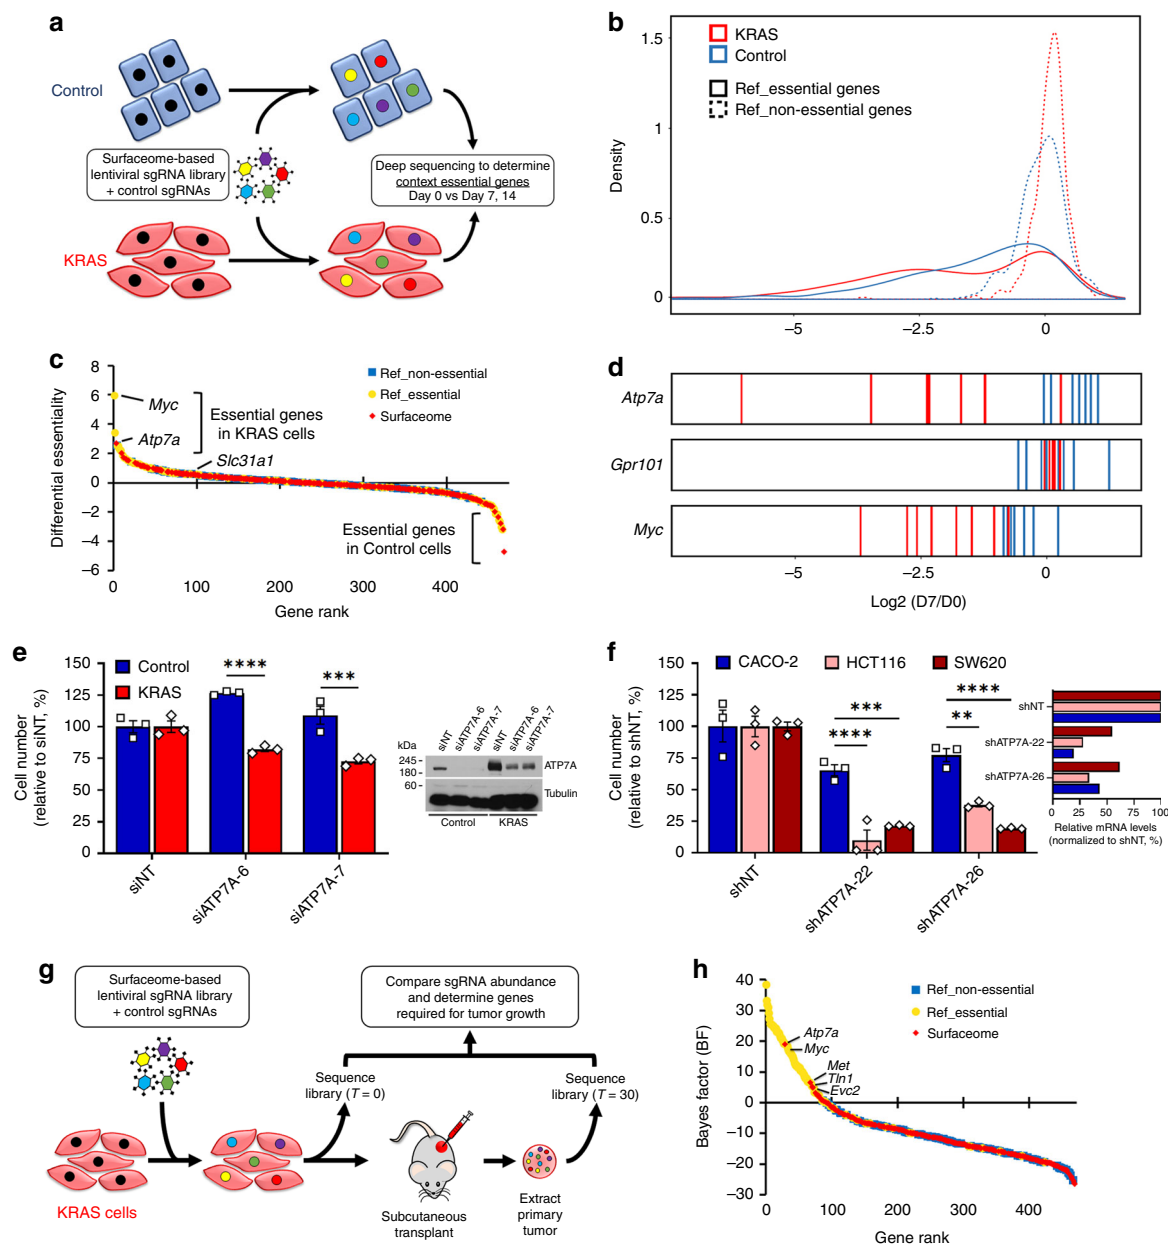 a
Control
Surfaceome-based
lentiviral sgRNA library
+ control sgRNAs
Deep sequencing to determine
context essential genes
Day 0 vs Day 7, 14
KRAS
b
KRAS
Control
Ref_essential genes
Ref_non-essential genes
Density
1.5
1
0.5
0
–5
–2.5
0
c
Differential essentiality
8
6
4
2
0
–2
–4
–6
Myc
Atp7a
Slc31a1
Essential genes
in KRAS cells
Ref_non-essential
Ref_essential
Surfaceome
Essential genes
in Control cells
0
100
200
300
400
Gene rank
d
Atp7a
Gpr101
Myc
–5
–2.5
0
Log2 (D7/D0)
e
Cell number
(relative to siNT, %)
150
125
100
75
50
25
0
Control
KRAS
****
***
siNT
siATP7A-6
siATP7A-7
kDa
245
180
60
siNT
siATP7A-6
siATP7A-7
siNT
siATP7A-6
siATP7A-7
ATP7A
Tubulin
Control
KRAS
f
Cell number
(relative to shNT, %)
150
125
100
75
50
25
0
CACO-2
HCT116
SW620
***
****
****
**
shNT
shATP7A-22
shATP7A-26
shNT
shATP7A-22
shATP7A-26
0
25
50
75
100
Relative mRNA levels
(normalized to shNT, %)
g
Surfaceome-based
lentiviral sgRNA library
+ control sgRNAs
Compare sgRNA abundance
and determine genes
required for tumor growth
Sequence
library (T = 0)
Sequence
library (T = 30)
KRAS cells
Subcutaneous
transplant
Extract
primary
tumor
h
Bayes factor (BF)
40
30
20
10
0
–10
–20
–30
Atp7a
Myc
Met
Tln1
Evc2
Ref_non-essential
Ref_essential
Surfaceome
0
100
200
300
400
Gene rank